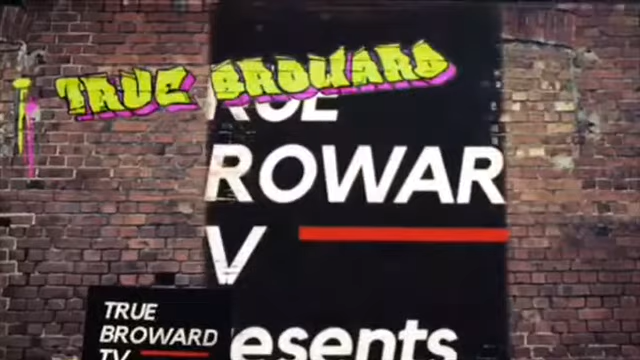 TRUE BROWARD
RUE
ROWAR
V
esents
TRUE
BROWARD
TV